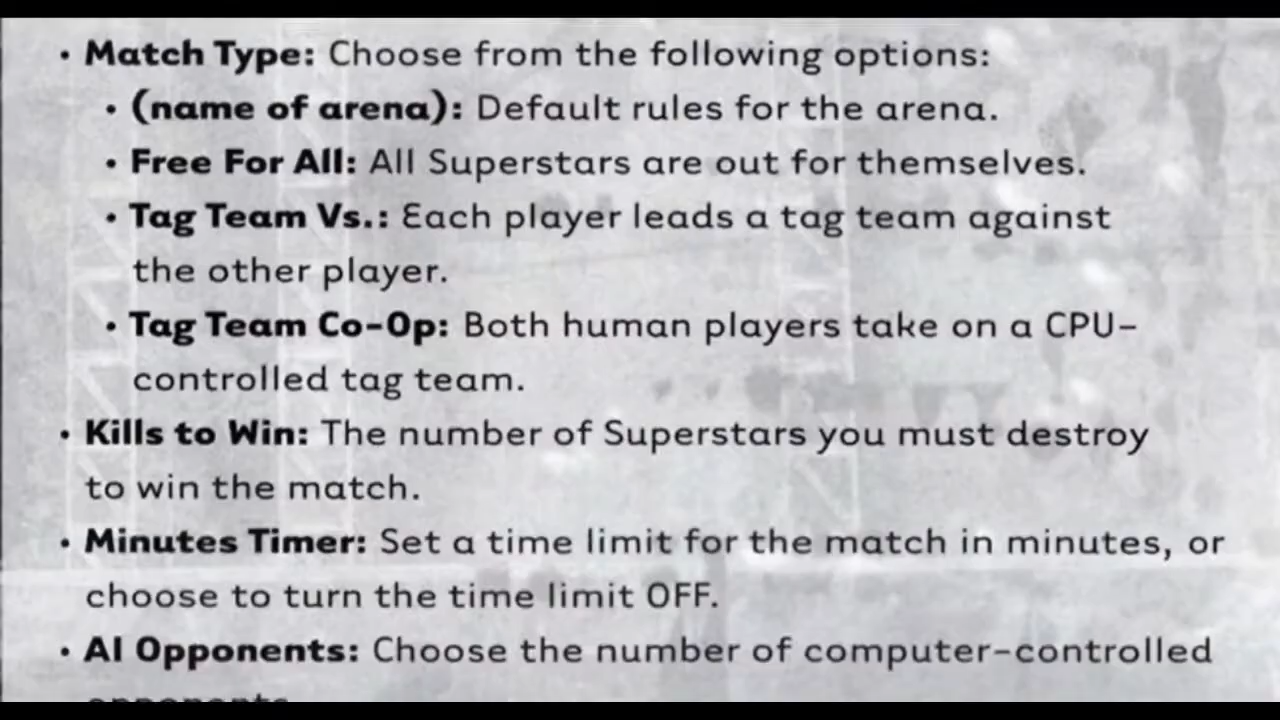 • Match Type: Choose from the following options:
• (name of arena): Default rules for the arena.
• Free For All: All Superstars are out for themselves.
• Tag Team Vs.: Each player leads a tag team against
the other player.
• Tag Team Co-Op: Both human players take on a CPU-
controlled tag team.
• Kills to Win: The number of Superstars you must destroy
to win the match.
• Minutes Timer: Set a time limit for the match in minutes, or
choose to turn the time limit OFF.
• AI Opponents: Choose the number of computer-controlled
opponents.